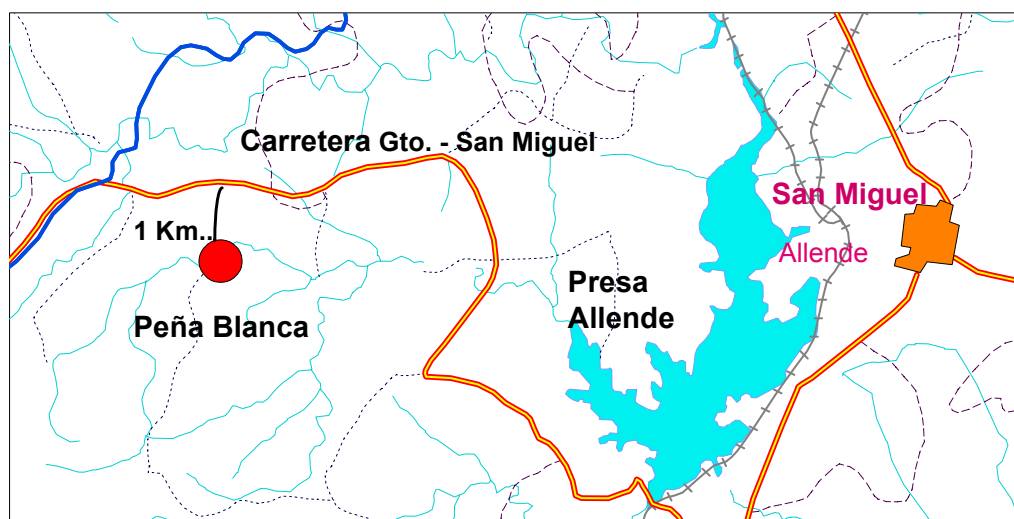 Carretera Gto. - San Miguel
San Miguel
1 Km..
Allende
Presa
Allende
Peña Blanca